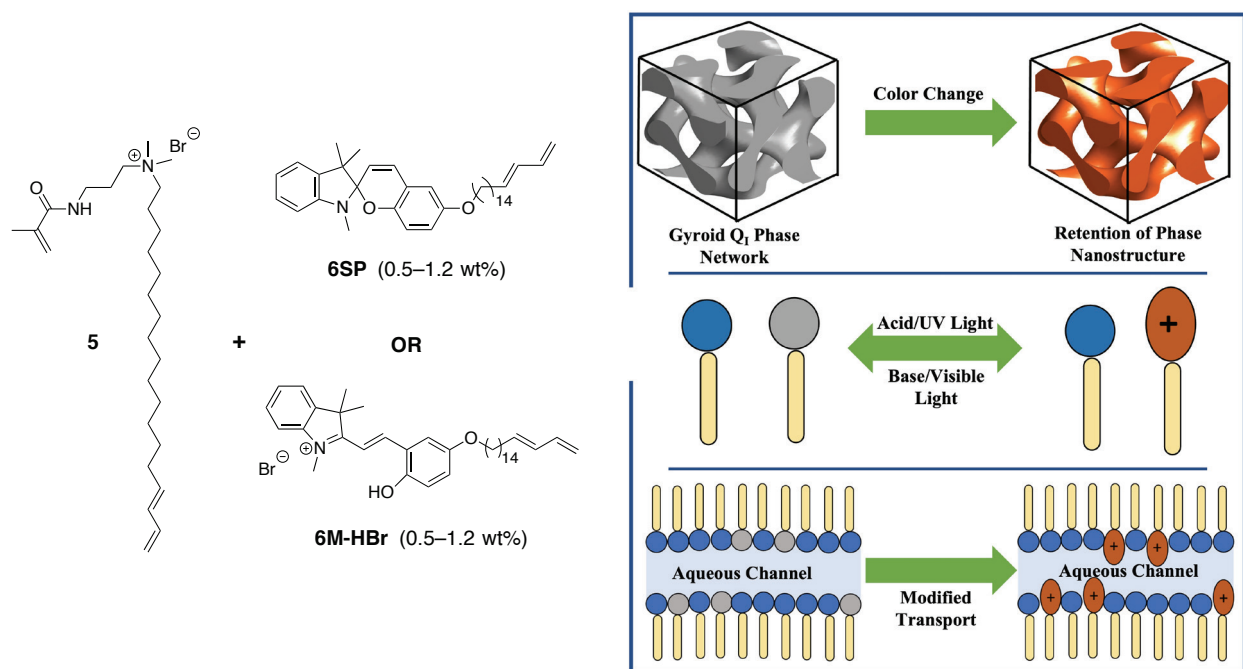 Br ⊖
⊕
N
O
NH
5
+
N
O
O
14
6SP (0.5–1.2 wt%)
OR
O
14
N
⊕
Br ⊖
HO
6M-HBr (0.5–1.2 wt%)
Color Change
Gyroid QI Phase
Network
Retention of Phase
Nanostructure
Acid/UV Light
Base/Visible
Light
+
Aqueous Channel
Modified
Transport
+ +
Aqueous Channel
+ + +